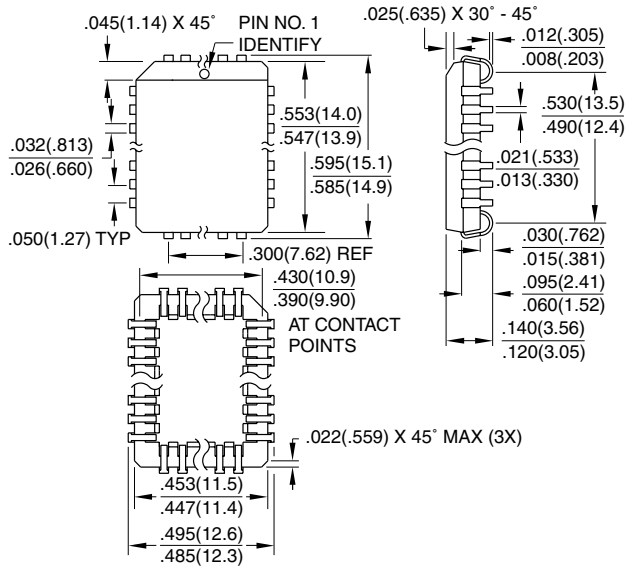 .045(1.14) X 45°
PIN NO. 1
IDENTIFY
.025(.635) X 30° - 45°
.012(.305)
.008(.203)
.553(14.0)
.547(13.9)
.595(15.1)
.585(14.9)
.032(.813)
.026(.660)
.050(1.27) TYP
.530(13.5)
.490(12.4)
.021(.533)
.013(.330)
.030(.762)
.015(.381)
.095(2.41)
.060(1.52)
.140(3.56)
.120(3.05)
.300(7.62) REF
.430(10.9)
.390(9.90)
AT CONTACT
POINTS
.022(.559) X 45° MAX (3X)
.453(11.5)
.447(11.4)
.495(12.6)
.485(12.3)